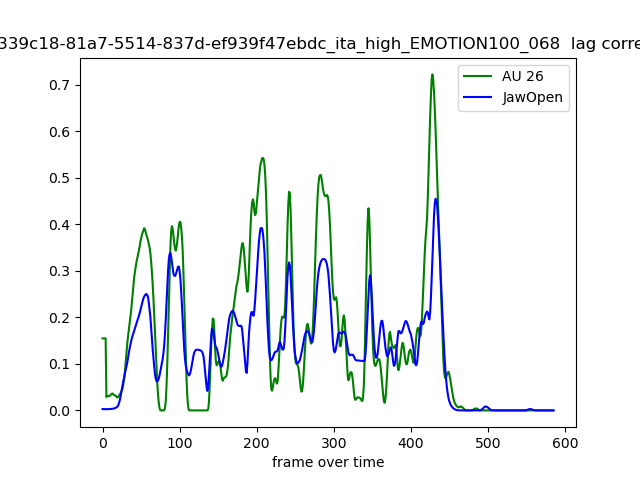 339c18-81a7-5514-837d-ef939f47ebdc_ita_high_EMOTION100_068 lag corre
AU 26
JawOpen
0.7
0.6
0.5
0.4
0.3
0.2
0.1
0.0
0 100 200 300 400 500 600
frame over time